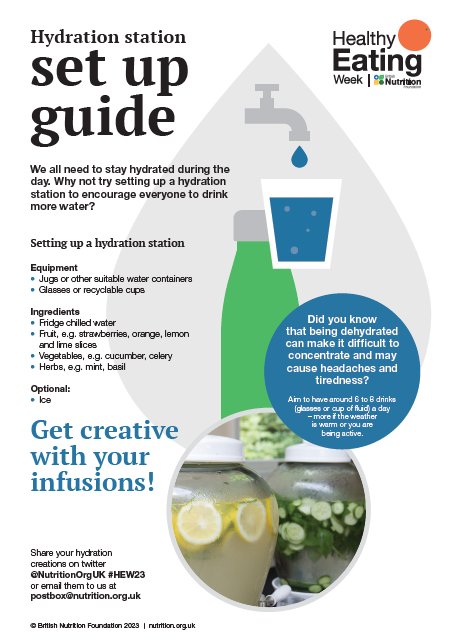 Hydration station
set up
guide
Healthy
Eating
Week
British
Nutrition
Foundation
We all need to stay hydrated during the
day. Why not try setting up a hydration
station to encourage everyone to drink
more water?
Setting up a hydration station
Equipment
• Jugs or other suitable water containers
• Glasses or recyclable cups
Ingredients
• Fridge chilled water
• Fruit, e.g. strawberries, orange, lemon
and lime slices
• Vegetables, e.g. cucumber, celery
• Herbs, e.g. mint, basil
Optional:
• Ice
Did you know
that being dehydrated
can make it difficult to
concentrate and may
cause headaches and
tiredness?
Aim to have around 6 to 8 drinks
(glasses or cup of fluid) a day
– more if the weather
is warm or you are
being active.
Get creative
with your
infusions!
Share your hydration
creations on twitter
@NutritionOrgUK #HEW23
or email them to us at
postbox@nutrition.org.uk
© British Nutrition Foundation 2023 | nutrition.org.uk